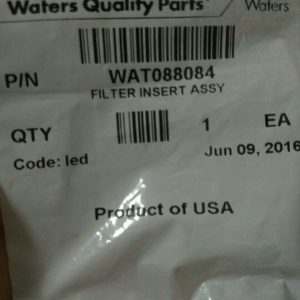 Waters Quality Parts Waters
P/N WAT088084
FILTER INSERT ASSY
QTY 1 EA
Code: led Jun 09, 2016
Product of USA